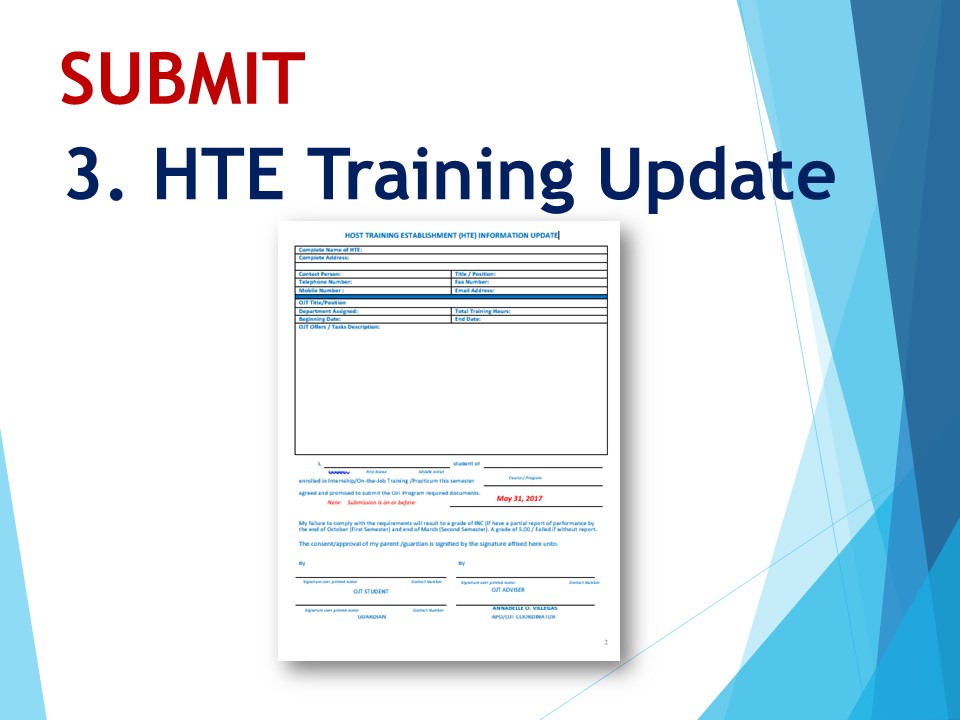 SUBMIT
3. HTE Training Update
HOST TRAINING ESTABLISHMENT (HTE) INFORMATION UPDATE
Complete Name of HTE:
Complete Address:
Contact Person: Title / Position:
Telephone Number: Fax Number:
Mobile Number : Email Address:
OJT Title/Position
Department Assigned: Total Training Hours:
Beginning Date: End Date:
OJT Offers / Tasks Description:
I, student of
First Name Middle Initial Course / Program
enrolled in Internship/On-the-Job Training /Practicum this semester
agreed and promised to submit the OJT Program required documents.
Note: Submission is on or before: May 31, 2017
My failure to comply with the requirements will result to a grade of INC (if have a partial report of performance by
the end of October (First Semester) and end of March (Second Semester). A grade of 5.00 / Failed if without report.
The consent/approval of my parent /guardian is signified by the signature affixed here unto.
By By
Signature over printed name Contact Number Signature over printed name Contact Number
OJT STUDENT OJT ADVISER
ANNABELLE O. VILLEGAS
Signature over printed name Contact Number
GUARDIAN APO/OJT COORDINATOR
2